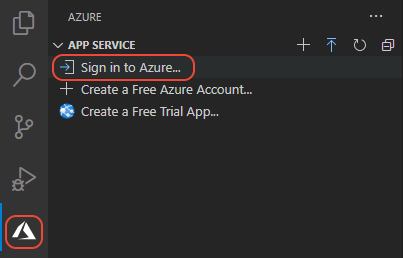 AZURE
APP SERVICE
Sign in to Azure...
Create a Free Azure Account...
Create a Free Trial App...